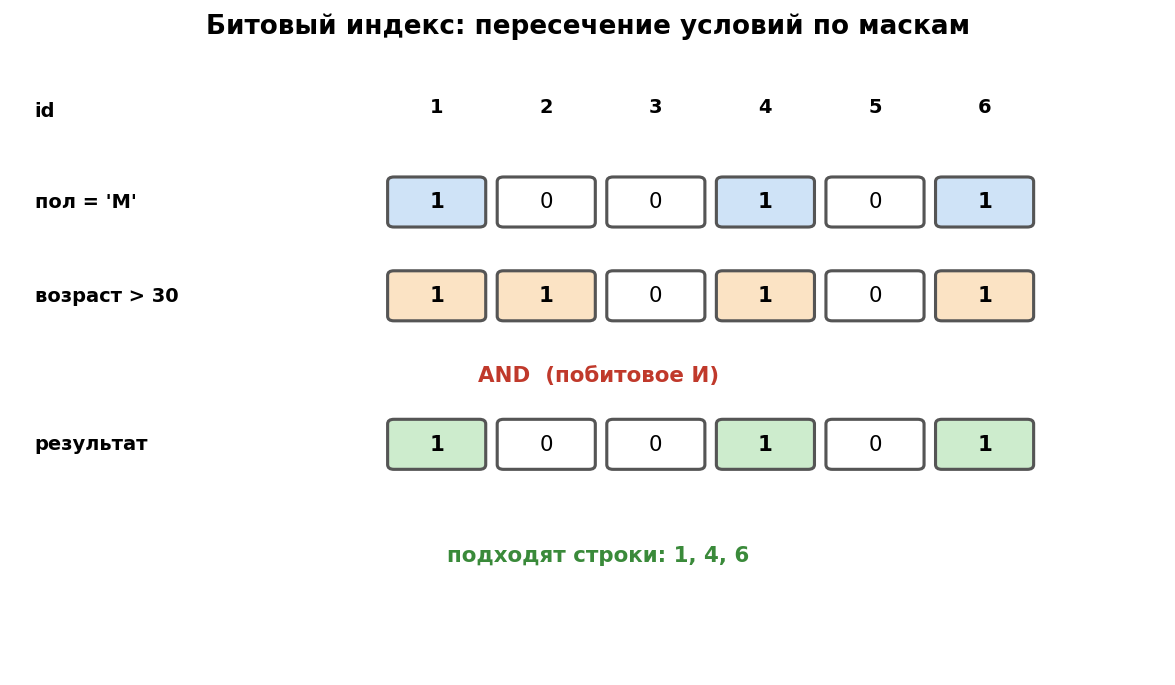 Битовый индекс: пересечение условий по маскам
id 1 2 3 4 5 6
пол = 'М' 1 0 0 1 0 1
возраст > 30 1 1 0 1 0 1
AND (побитовое И)
результат 1 0 0 1 0 1
подходят строки: 1, 4, 6